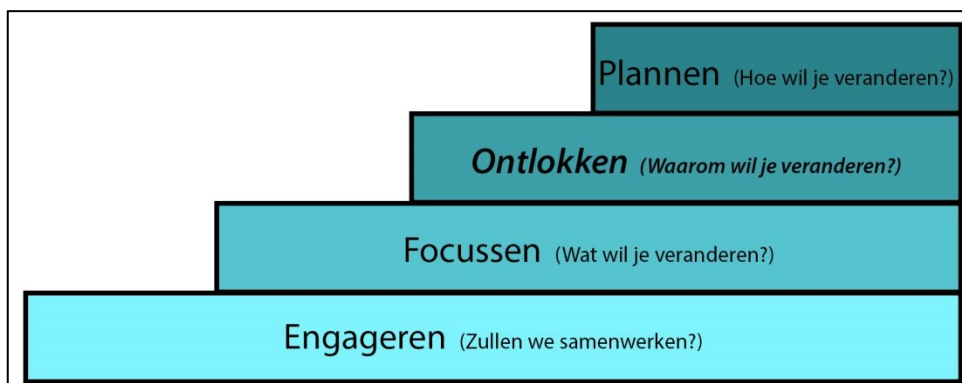 Plannen (Hoe wil je veranderen?)
Ontlokken (Waarom wil je veranderen?)
Focussen (Wat wil je veranderen?)
Engageren (Zullen we samenwerken?)